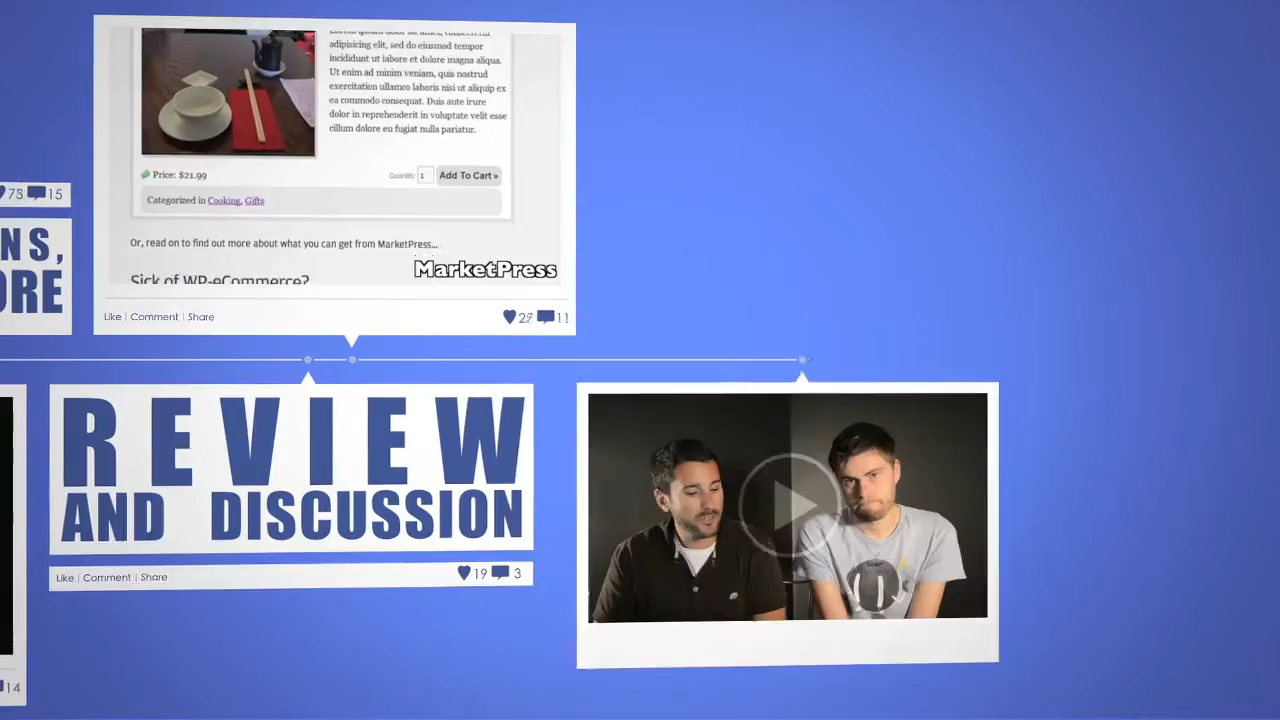 adipisicing elit, sed do eiusmod tempor
incididunt ut labore et dolore magna aliqua.
Ut enim ad minim veniam, quis nostrud
exercitation ullamco laboris nisi ut aliquip ex
ea commodo consequat. Duis aute irure
dolor in reprehenderit in voluptate velit esse
cillum dolore eu fugiat nulla pariatur.
Price: $21.99
Quantity 1 Add To Cart »
Categorized in Cooking, Gifts
Or, read on to find out more about what you can get from MarketPress...
Sick of WP-eCommerce?
MarketPress
Like | Comment | Share
11
73 15
NS,
ORE
REVIEW
AND DISCUSSION
Like | Comment | Share
19 3
14